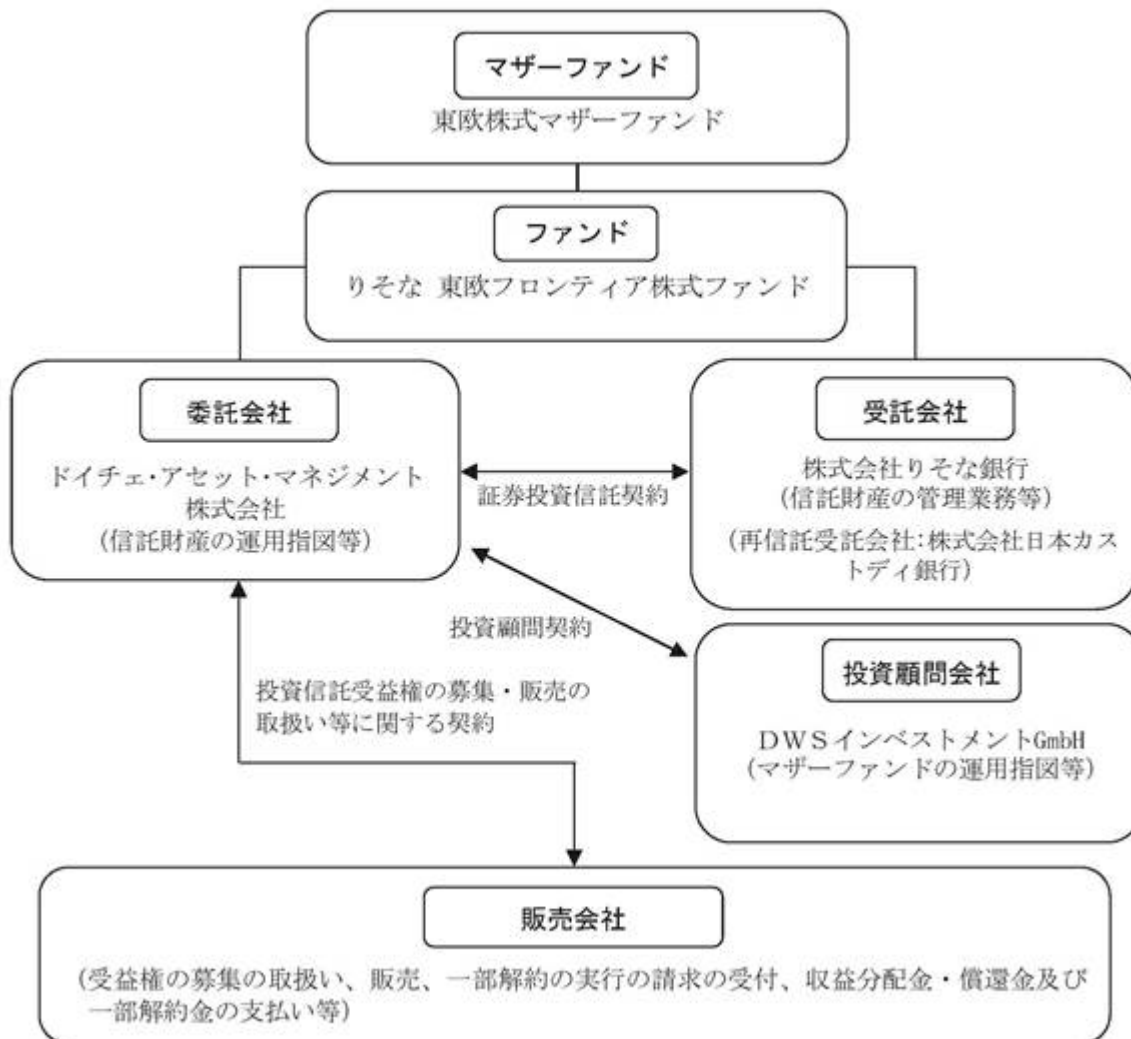 マザーファンド
東欧株式マザーファンド
ファンド
りそな 東欧フロンティア株式ファンド
委託会社
ドイチェ・アセット・マネジメント
株式会社
(信託財産の運用指図等)
証券投資信託契約
受託会社
株式会社りそな銀行
(信託財産の管理業務等)
(再信託受託会社:株式会社日本カス
トディ銀行)
投資顧問契約
投資顧問会社
DWSインベストメントGmbH
(マザーファンドの運用指図等)
投資信託受益権の募集・販売の
取扱い等に関する契約
販売会社
(受益権の募集の取扱い、販売、一部解約の実行の請求の受付、収益分配金・償還金及び
一部解約金の支払い等)